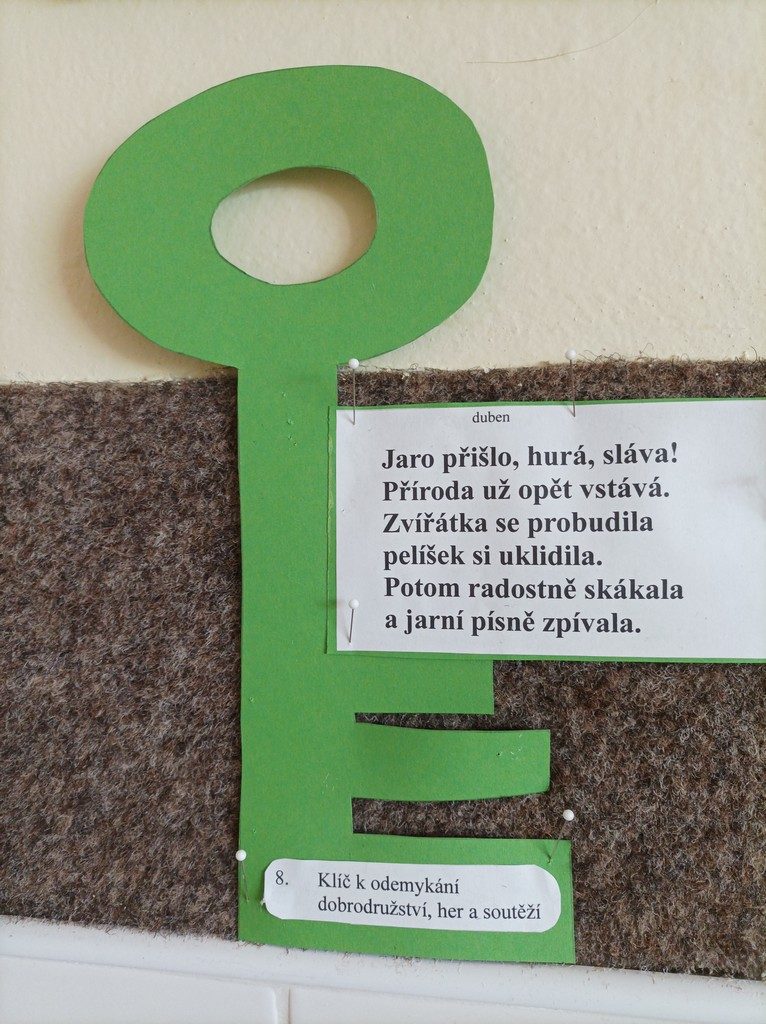 duben
Jaro přišlo, hurá, sláva!
Příroda už opět vstává.
Zvířátka se probudila
pelíšek si uklidila.
Potom radostně skákala
a jarní písně zpívala.
8. Klíč k odemykání
dobrodružství, her a soutěží